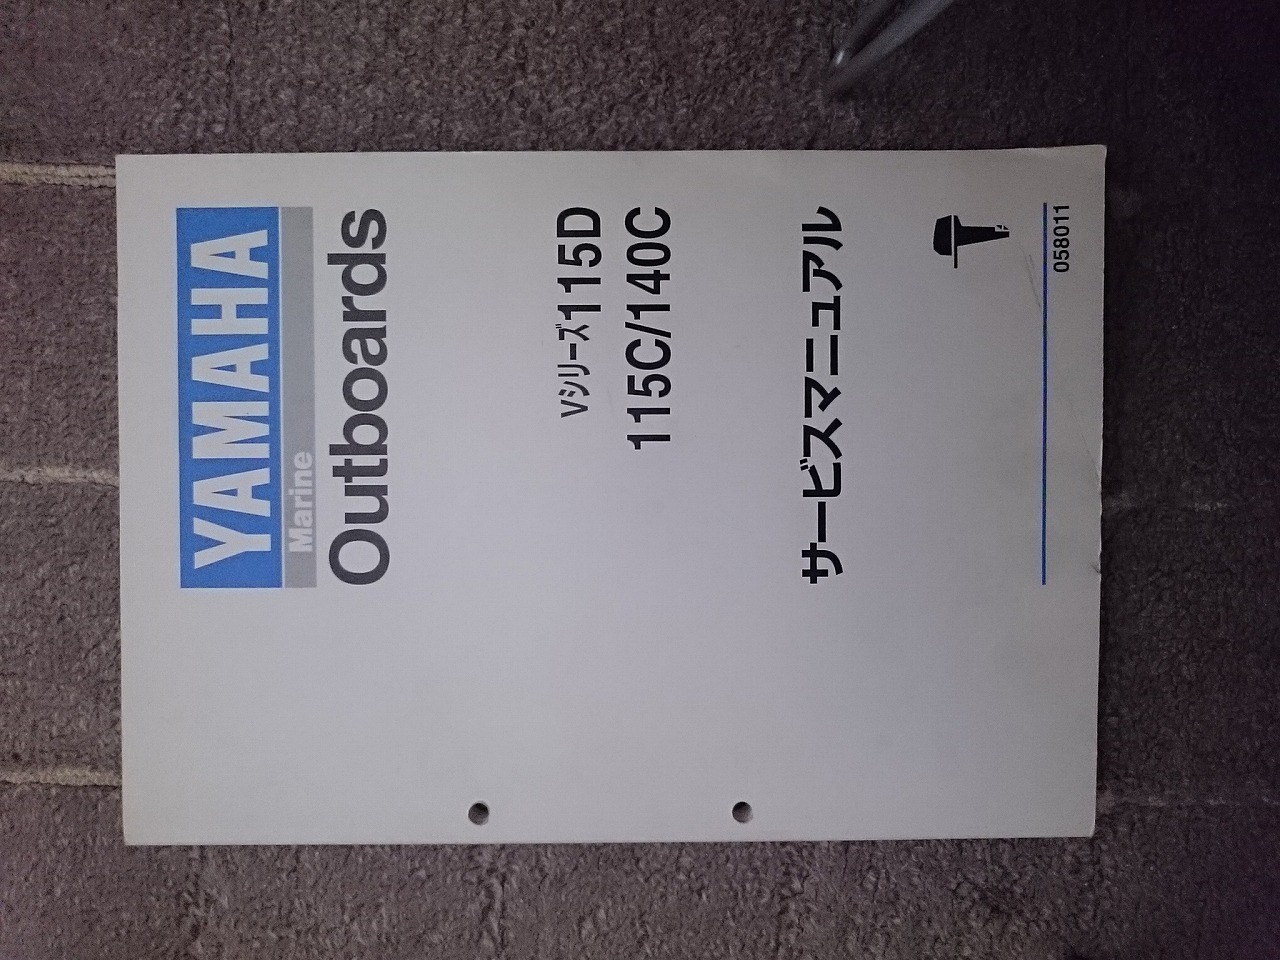 YAMAHA
Marine
Outboards
Vシリーズ115D
115C/140C
サービスマニュアル
058011